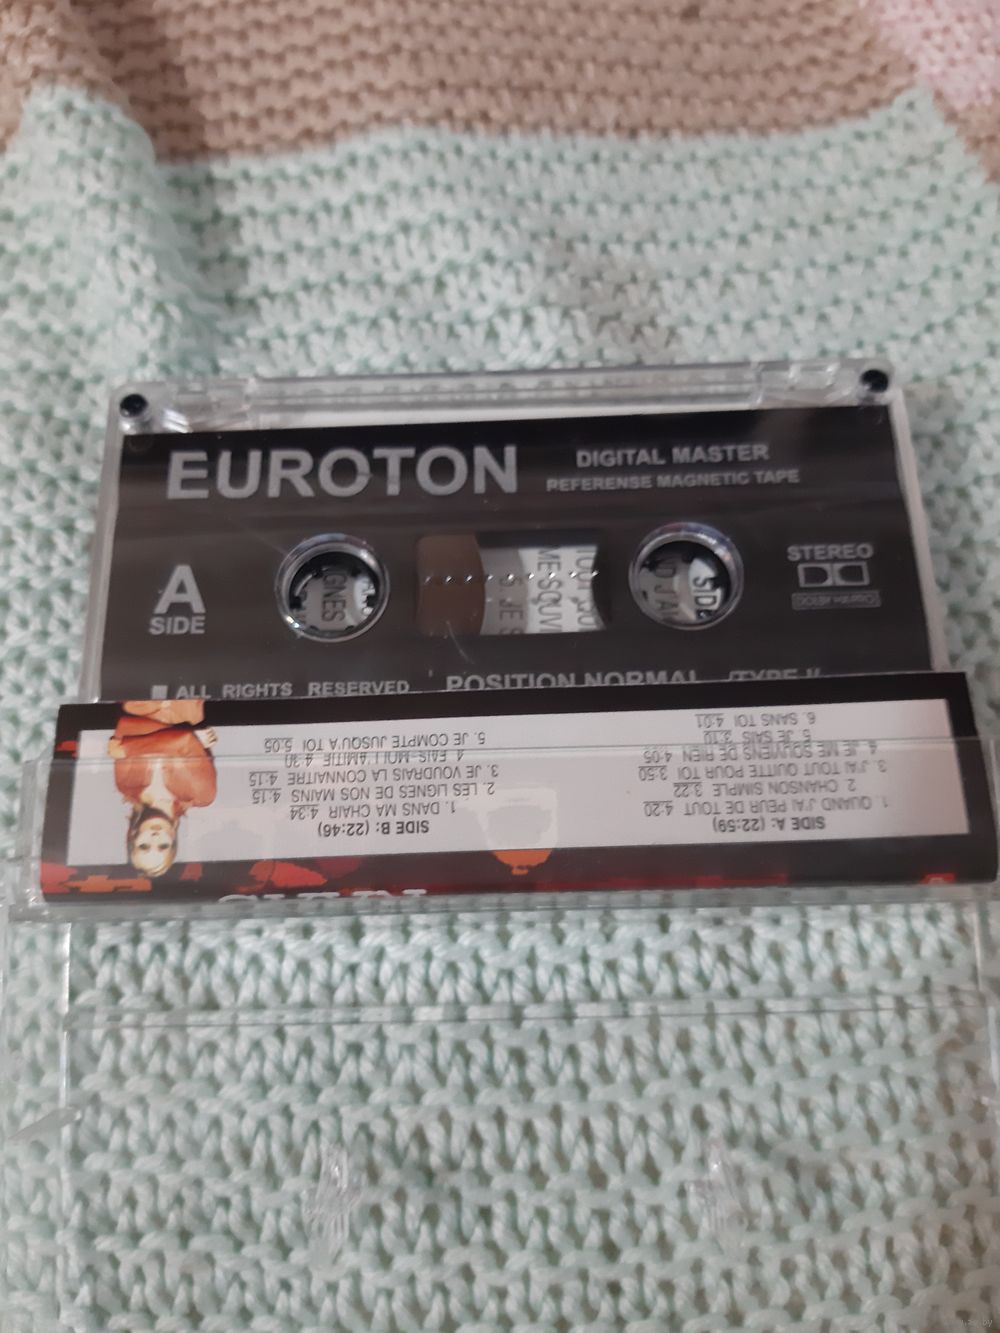 EUROTON
DIGITAL MASTER
REFERENSE MAGNETIC TAPE
A
SIDE
STEREO
DOLBY HX PRO
ALL RIGHTS RESERVED
POSITION NORMAL
SIDE A: (22:59)
1. QUAND J'AI PEUR DE TOUT 4:20
2. CHANSON SIMPLE 3:22
3. J'AI TOUT QUITTE POUR TOI 3:50
4. JE ME SOUVIENS DE RIEN 4:05
5. JE SAIS 3:19
6. SANS TOI 4:01
SIDE B: (22:46)
1. DANS MA CHAIR 4:34
2. LES LIGNES DE NOS MAINS 4:15
3. JE VOUDRAIS LA CONNAITRE 4:15
4. FAIS-MOI L'AMITIE 4:30
5. JE COMPTE JUSQU'A TOI 5:05